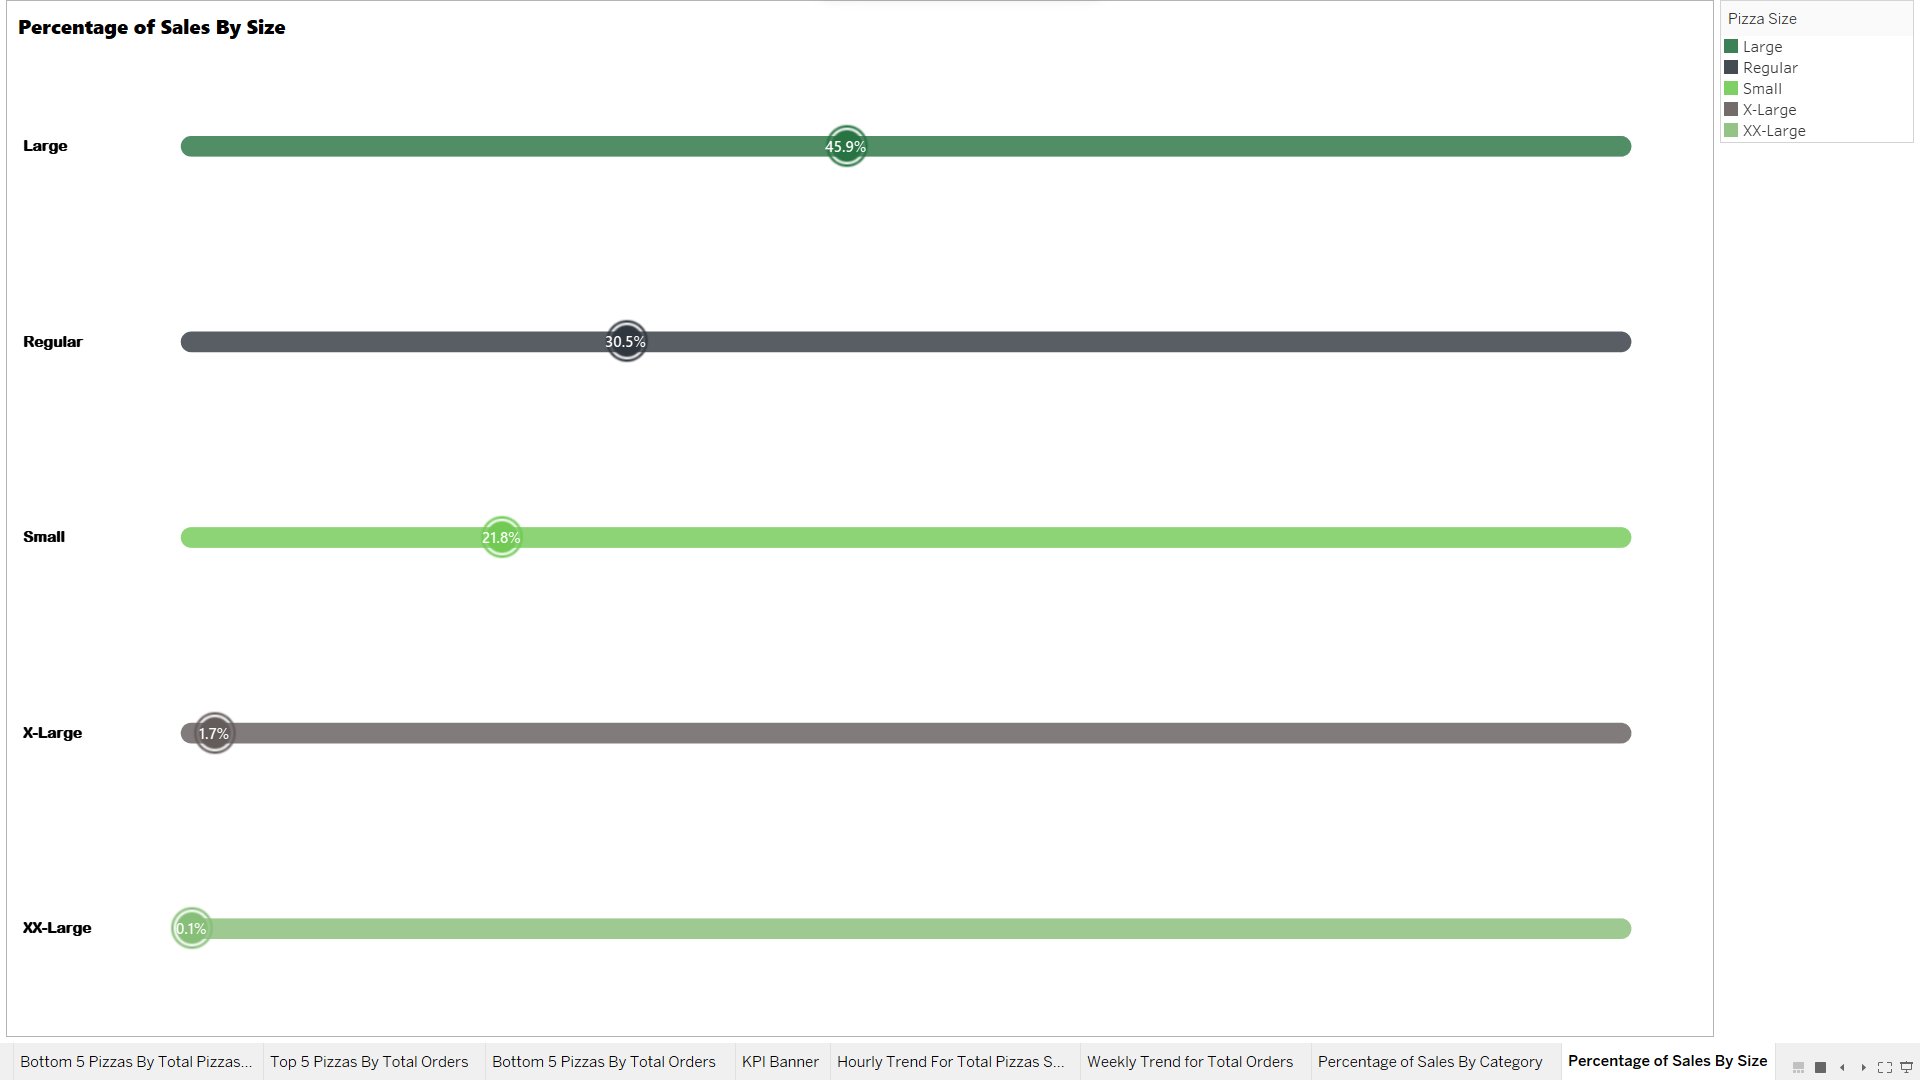 Percentage of Sales By Size
Pizza Size
Large
Regular
Small
X-Large
XX-Large
Large
45.9%
Regular
30.5%
Small
21.8%
X-Large
1.7%
XX-Large
0.1%
Bottom 5 Pizzas By Total Pizzas...
Top 5 Pizzas By Total Orders
Bottom 5 Pizzas By Total Orders
KPI Banner
Hourly Trend For Total Pizzas S...
Weekly Trend for Total Orders
Percentage of Sales By Category
Percentage of Sales By Size